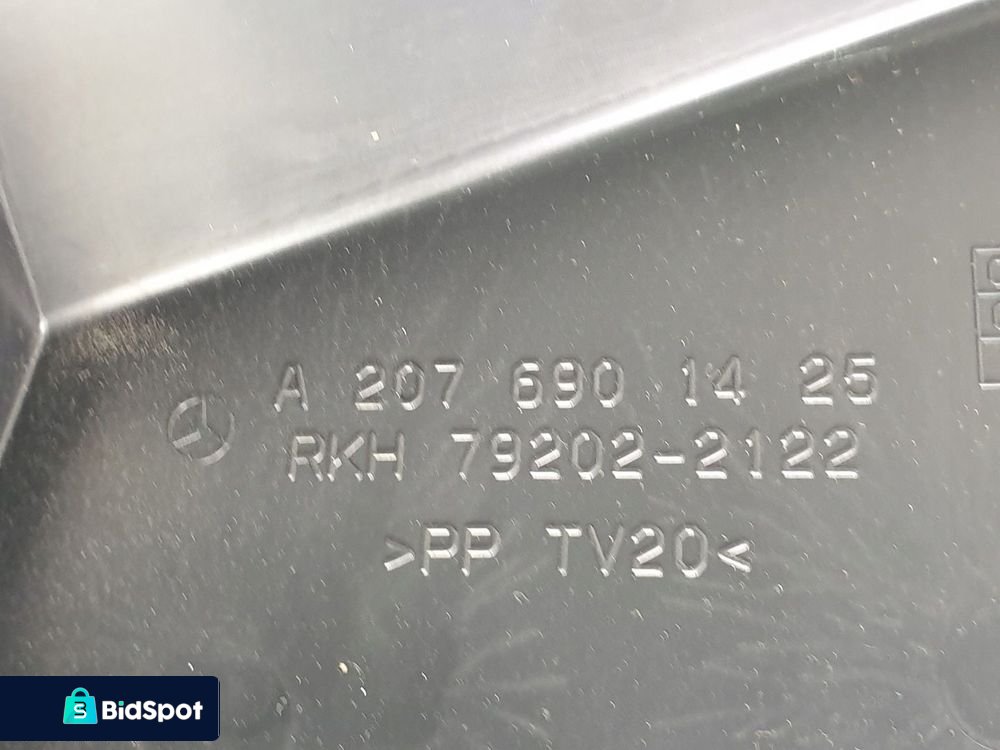 A 207 690 14 25
RKH 79202-2122
>PP TV20<
BidSpot